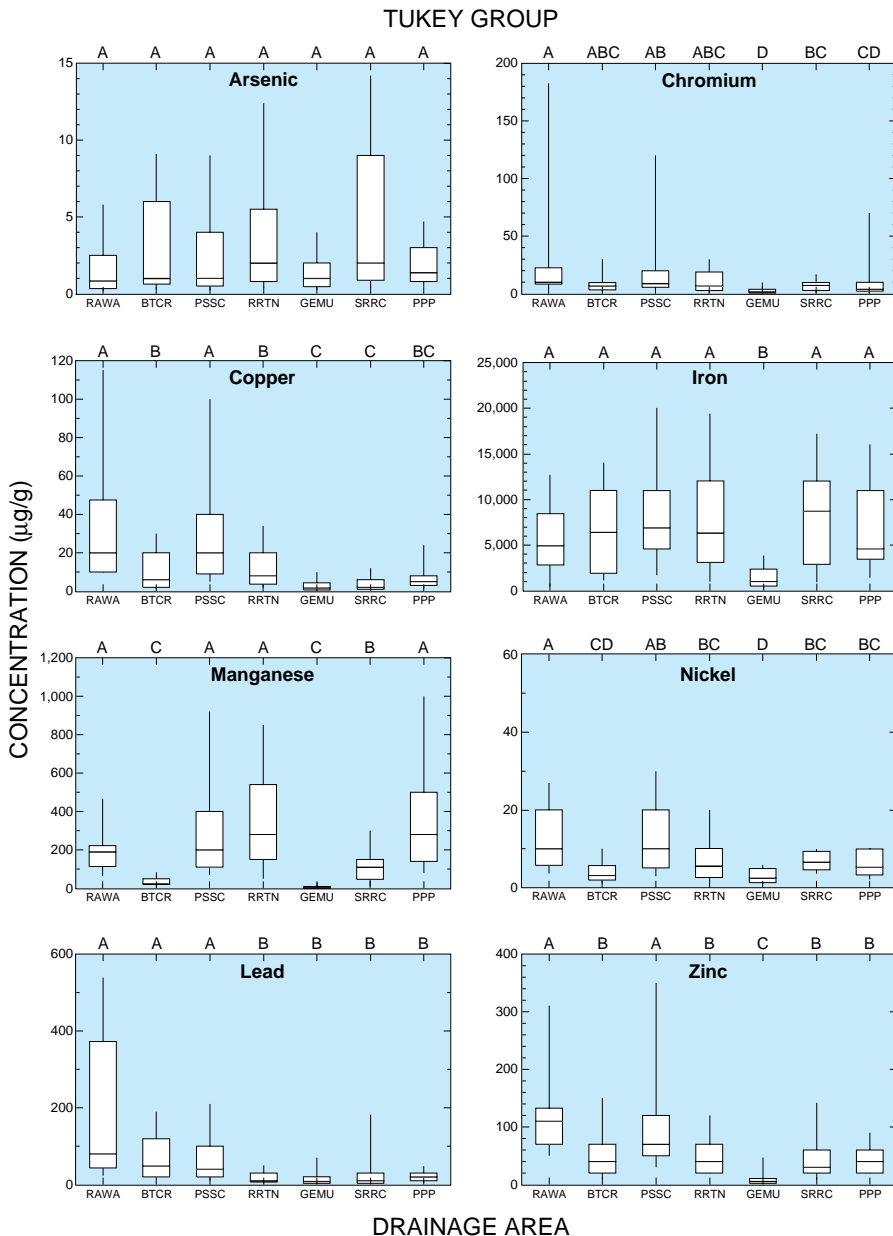 TUKEY GROUP
A A A A A A A
Arsenic
15
10
5
0
RAWA BTCR PSSC RRTN GEMU SRRC PPP
A ABC AB ABC D BC CD
Chromium
200
150
100
50
0
RAWA BTCR PSSC RRTN GEMU SRRC PPP
A B A B C C BC
Copper
120
100
80
60
40
20
0
RAWA BTCR PSSC RRTN GEMU SRRC PPP
A A A A B A A
Iron
25,000
20,000
15,000
10,000
5,000
0
RAWA BTCR PSSC RRTN GEMU SRRC PPP
CONCENTRATION (µg/g)
A C A A C B A
Manganese
1,200
1,000
800
600
400
200
0
RAWA BTCR PSSC RRTN GEMU SRRC PPP
A CD AB BC D BC BC
Nickel
60
40
20
0
RAWA BTCR PSSC RRTN GEMU SRRC PPP
A A A B B B B
Lead
600
400
200
0
RAWA BTCR PSSC RRTN GEMU SRRC PPP
A B A B C B B
Zinc
400
300
200
100
0
RAWA BTCR PSSC RRTN GEMU SRRC PPP
DRAINAGE AREA